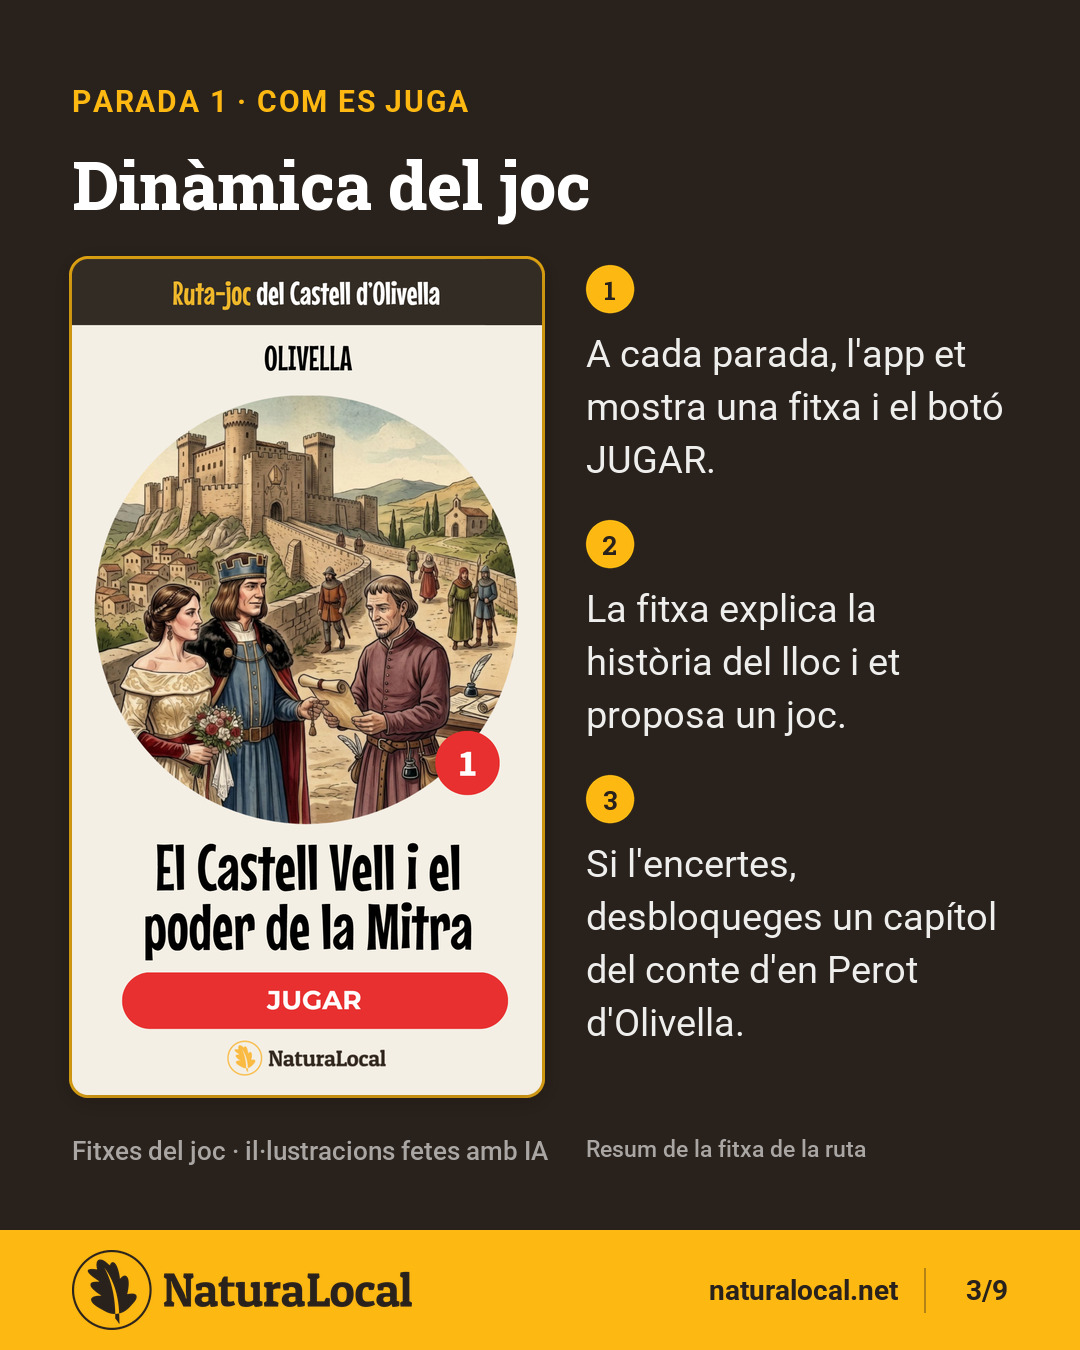 PARADA 1 · COM ES JUGA
Dinàmica del joc
Ruta-joc del Castell d'Olivella
OLIVELLA
1
El Castell Vell i el
poder de la Mitra
JUGAR
NaturaLocal
1
A cada parada, l'app et
mostra una fitxa i el botó
JUGAR.
2
La fitxa explica la
història del lloc i et
proposa un joc.
3
Si l'encertes,
desbloqueges un capítol
del conte d'en Perot
d'Olivella.
Fitxes del joc · il·lustracions fetes amb IA
Resum de la fitxa de la ruta
NaturaLocal
naturalocal.net
3/9